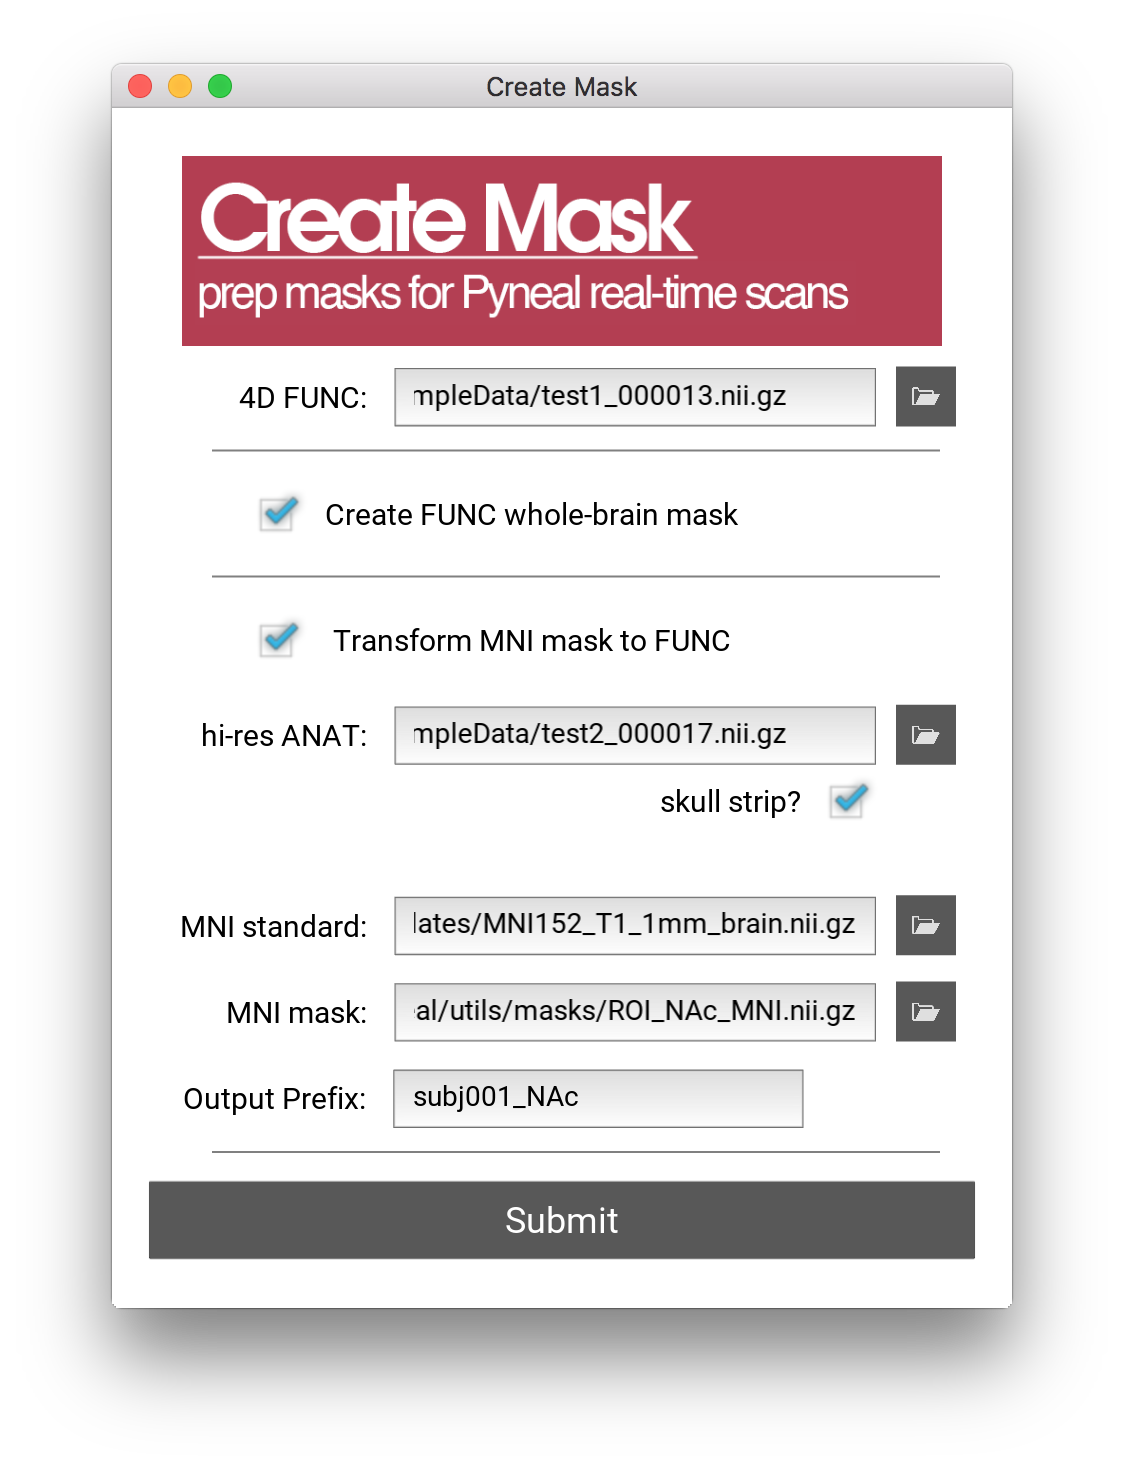 Create Mask
Create Mask
prep masks for Pyneal real-time scans
4D FUNC: mpleData/test1_000013.nii.gz
Create FUNC whole-brain mask
Transform MNI mask to FUNC
hi-res ANAT: mpleData/test2_000017.nii.gz
skull strip?
MNI standard: lates/MNI152_T1_1mm_brain.nii.gz
MNI mask: al/utils/masks/ROI_NAc_MNI.nii.gz
Output Prefix: subj001_NAc
Submit